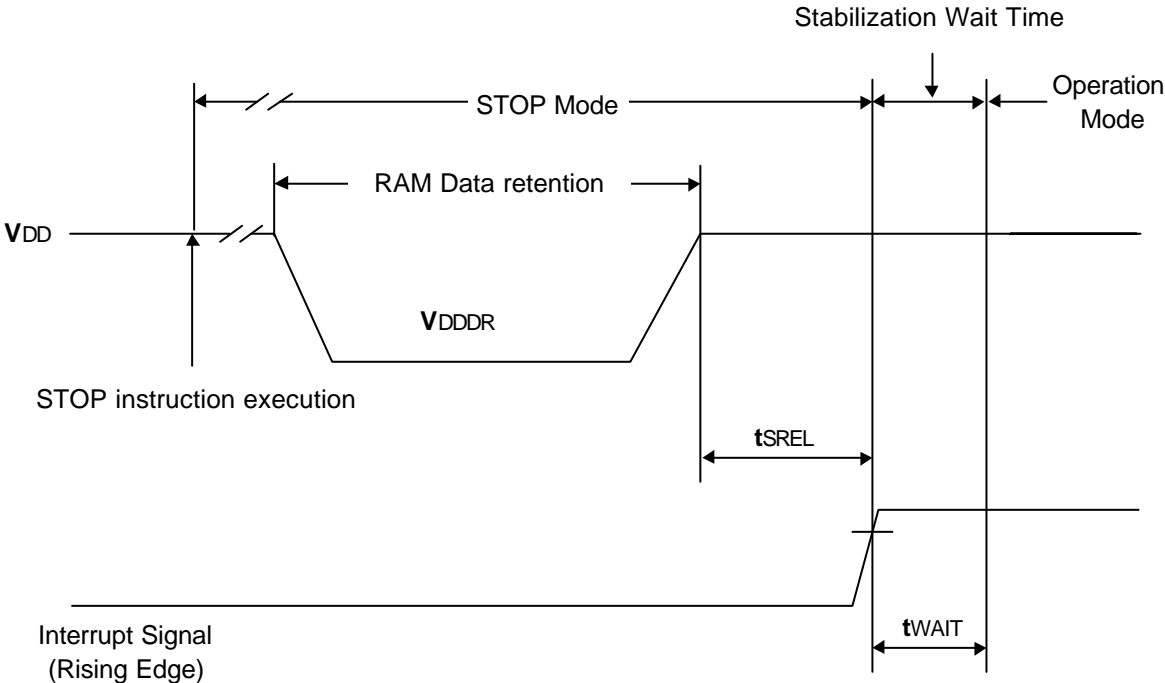 Stabilization Wait Time
STOP Mode
Operation
Mode
RAM Data retention
VDD
VDDDR
STOP instruction execution
tSREL
Interrupt Signal
(Rising Edge)
tWAIT